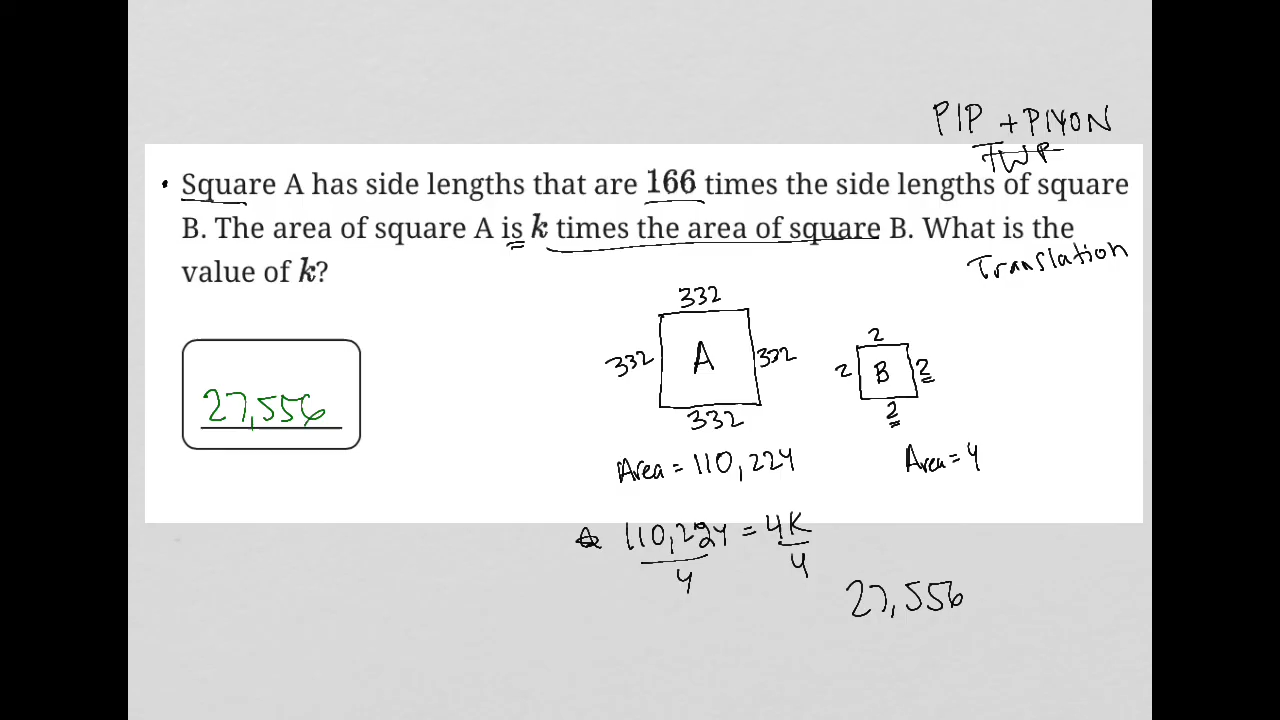 PIP + PIYON
TWP
• Square A has side lengths that are 166 times the side lengths of square
B. The area of square A is k times the area of square B. What is the
value of k?
Translation
27,556
332
332 A 332
332
Area = 110,224
2
2 B 2
2
Area = 4
110,224 = 4K
4 4
27,556